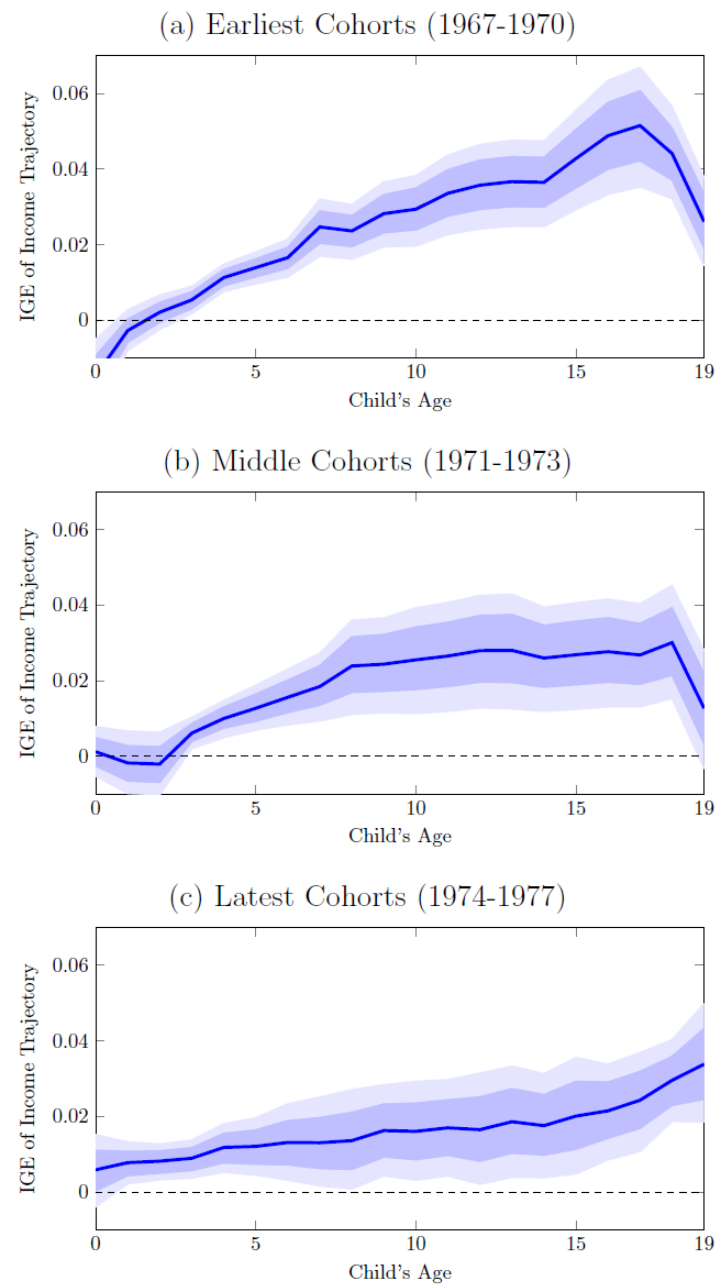 (a) Earliest Cohorts (1967-1970)
0.06
0.04
0.02
0
IGE of Income Trajectory
0 5 10 15 19
Child's Age
(b) Middle Cohorts (1971-1973)
0.06
0.04
0.02
0
IGE of Income Trajectory
0 5 10 15 19
Child's Age
(c) Latest Cohorts (1974-1977)
0.06
0.04
0.02
0
IGE of Income Trajectory
0 5 10 15 19
Child's Age